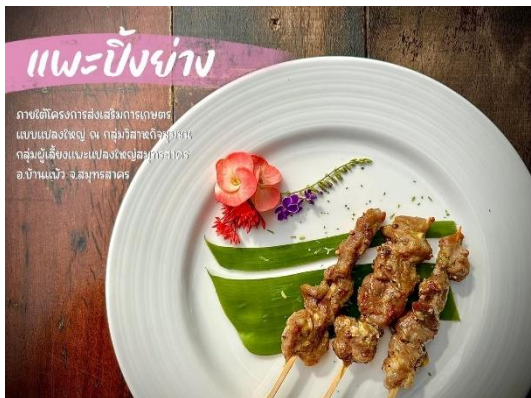 แพะปิ้งย่าง
ภายใต้โครงการส่งเสริมการเกษตร
แบบแปลงใหญ่ ณ กลุ่มวิสาหกิจชุมชน
กลุ่มผู้เลี้ยงแพะแปลงใหญ่สมุทรสาคร
อ.บ้านแพ้ว จ.สมุทรสาคร